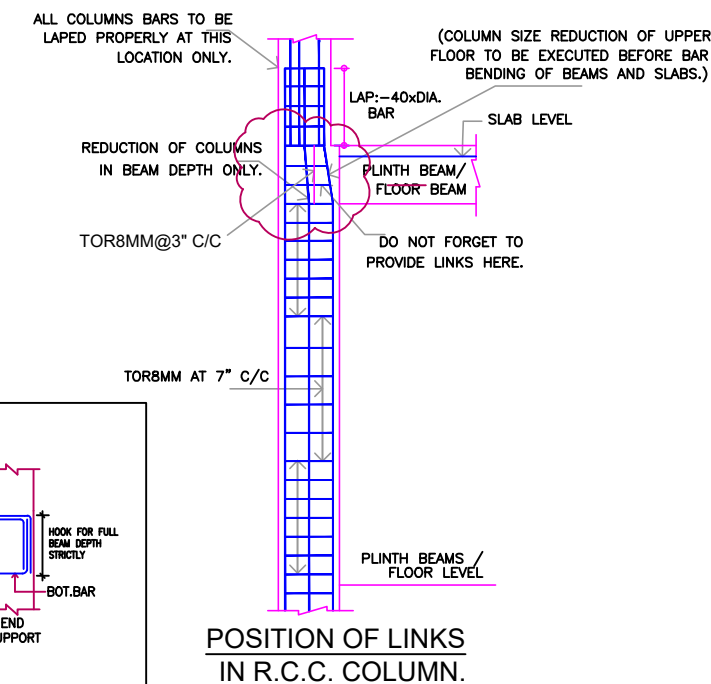 ALL COLUMNS BARS TO BE
LAPED PROPERLY AT THIS
LOCATION ONLY.
(COLUMN SIZE REDUCTION OF UPPER
FLOOR TO BE EXECUTED BEFORE BAR
BENDING OF BEAMS AND SLABS.)
LAP:-40xDIA.
BAR
SLAB LEVEL
REDUCTION OF COLUMNS
IN BEAM DEPTH ONLY.
PLINTH BEAM/
FLOOR BEAM
TOR8MM@3" C/C
DO NOT FORGET TO
PROVIDE LINKS HERE.
TOR8MM AT 7" C/C
HOOK FOR FULL
BEAM DEPTH
STRICTLY
BOT.BAR
END
UPPORT
PLINTH BEAMS /
FLOOR LEVEL
POSITION OF LINKS
IN R.C.C. COLUMN.